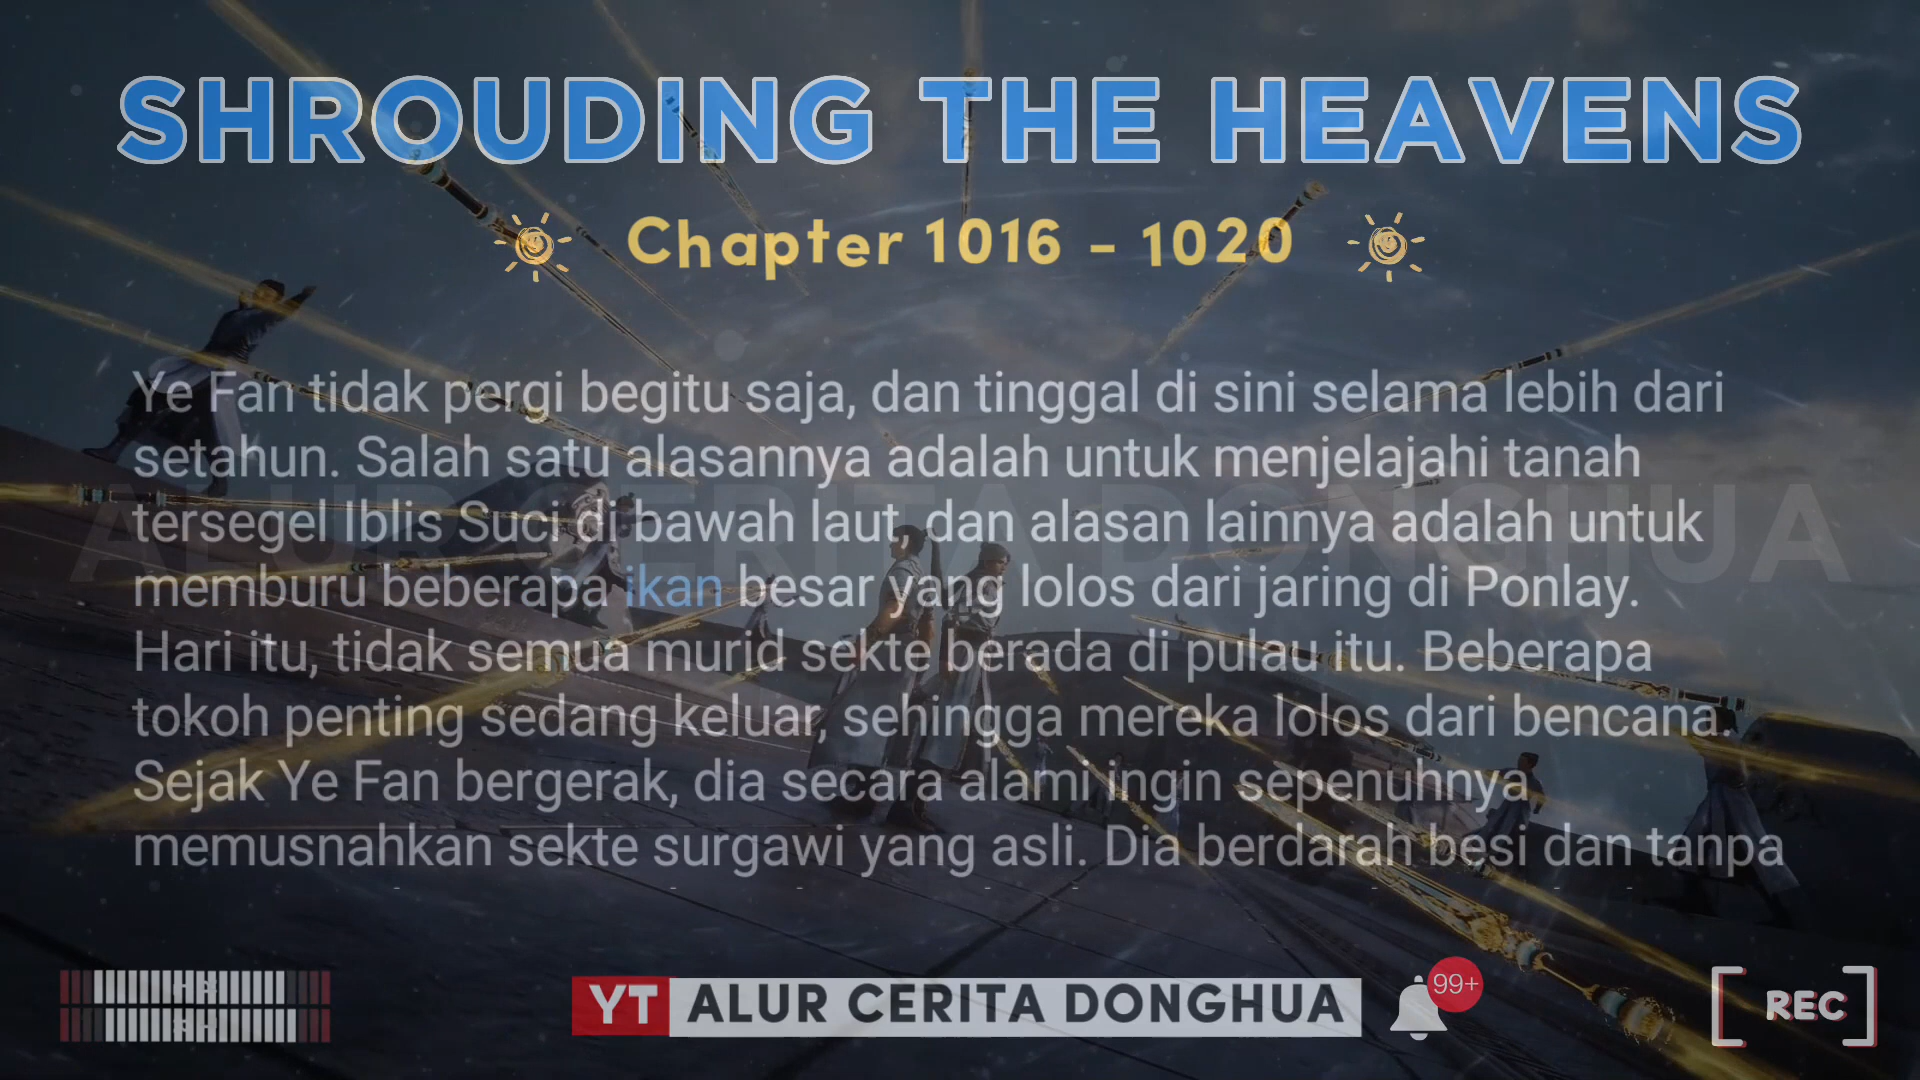 SHROUDING THE HEAVENS
Chapter 1016 - 1020
Ye Fan tidak pergi begitu saja, dan tinggal di sini selama lebih dari
setahun. Salah satu alasannya adalah untuk menjelajahi tanah
tersegel Iblis Suci di bawah laut, dan alasan lainnya adalah untuk
memburu beberapa ikan besar yang lolos dari jaring di Ponlay.
Hari itu, tidak semua murid sekte berada di pulau itu. Beberapa
tokoh penting sedang keluar, sehingga mereka lolos dari bencana.
Sejak Ye Fan bergerak, dia secara alami ingin sepenuhnya
memusnahkan sekte surgawi yang asli. Dia berdarah besi dan tanpa
ALUR CERITA DONGHUA
YT ALUR CERITA DONGHUA
99+
REC